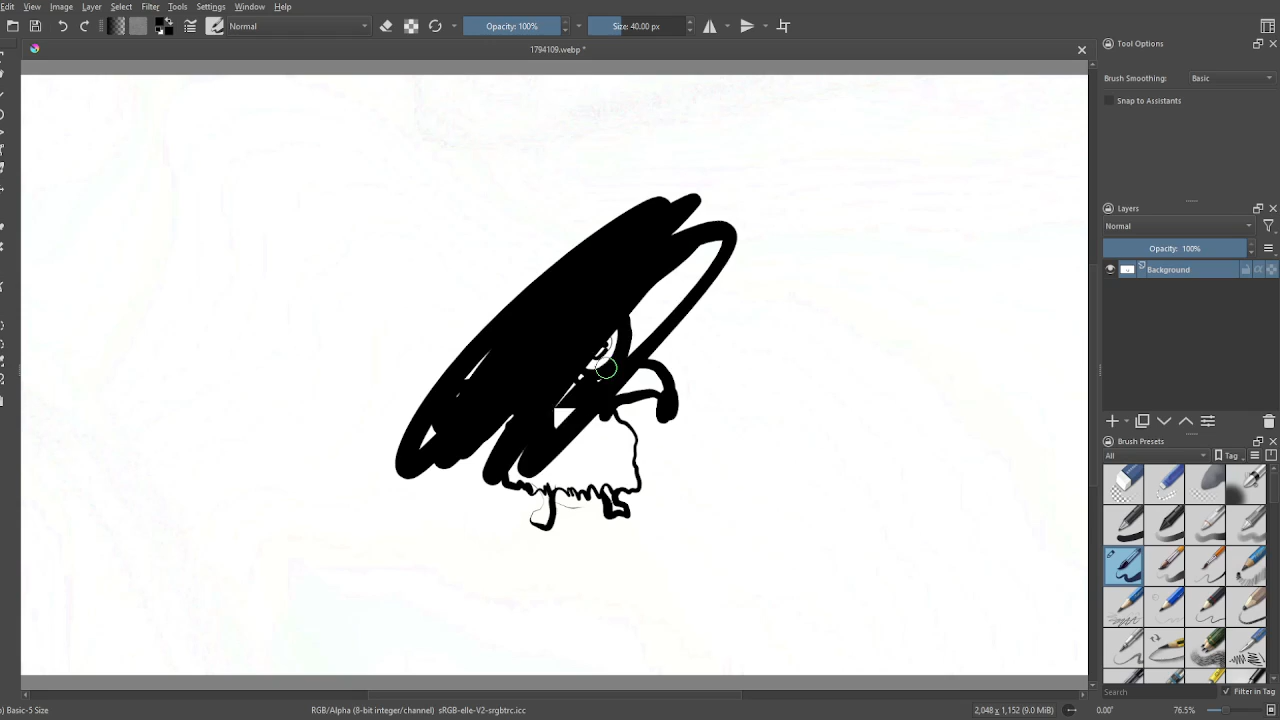 Edit View Image Layer Select Filter Tools Settings Window Help
Normal Opacity: 100% Size: 40.00 px
1794109.webp *
Tool Options
Brush Smoothing: Basic
Snap to Assistants
Layers
Normal
Opacity: 100%
Background
Brush Presets
All Tag
Search Filter in Tag
) Basic-5 Size RGB/Alpha (8-bit integer/channel) sRGB-elle-V2-srgbtrc.icc 2,048 x 1,152 (9.0 MiB) 0.00° 76.5%